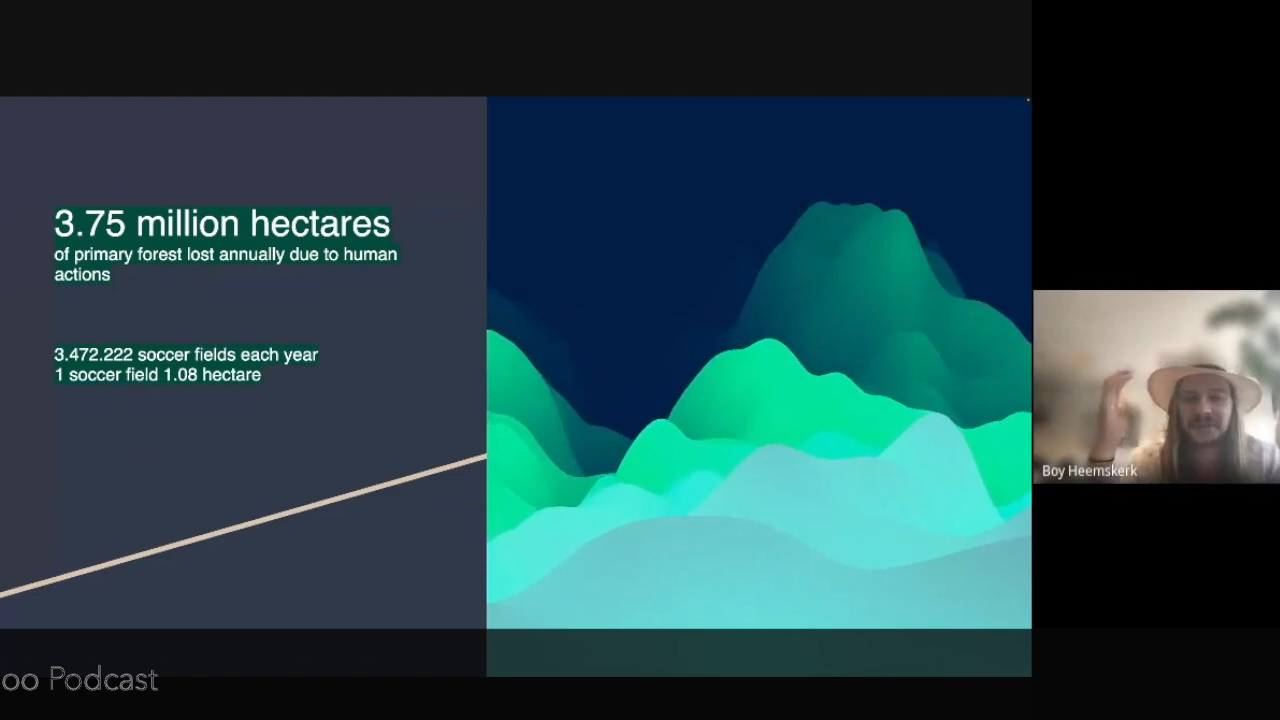 3.75 million hectares
of primary forest lost annually due to human
actions
3.472.222 soccer fields each year
1 soccer field 1.08 hectare
Boy Heemskerk
oo Podcast